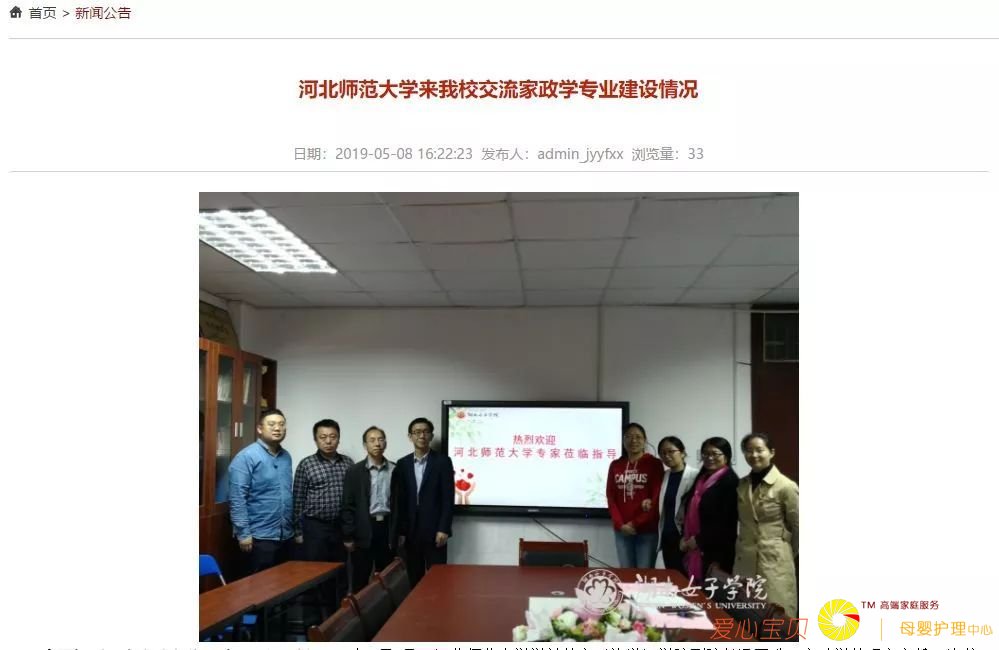 首页 > 新闻公告
河北师范大学来我校交流家政学专业建设情况
日期：2019-05-08 16:22:23 发布人：admin_jyyfxx 浏览量：33
热烈欢迎
河北师范大学专家莅临指导
CAMPUS
湖南女子学院
WOMEN'S UNIVERSITY
爱心宝贝
TM 高端家庭服务
母婴护理中心